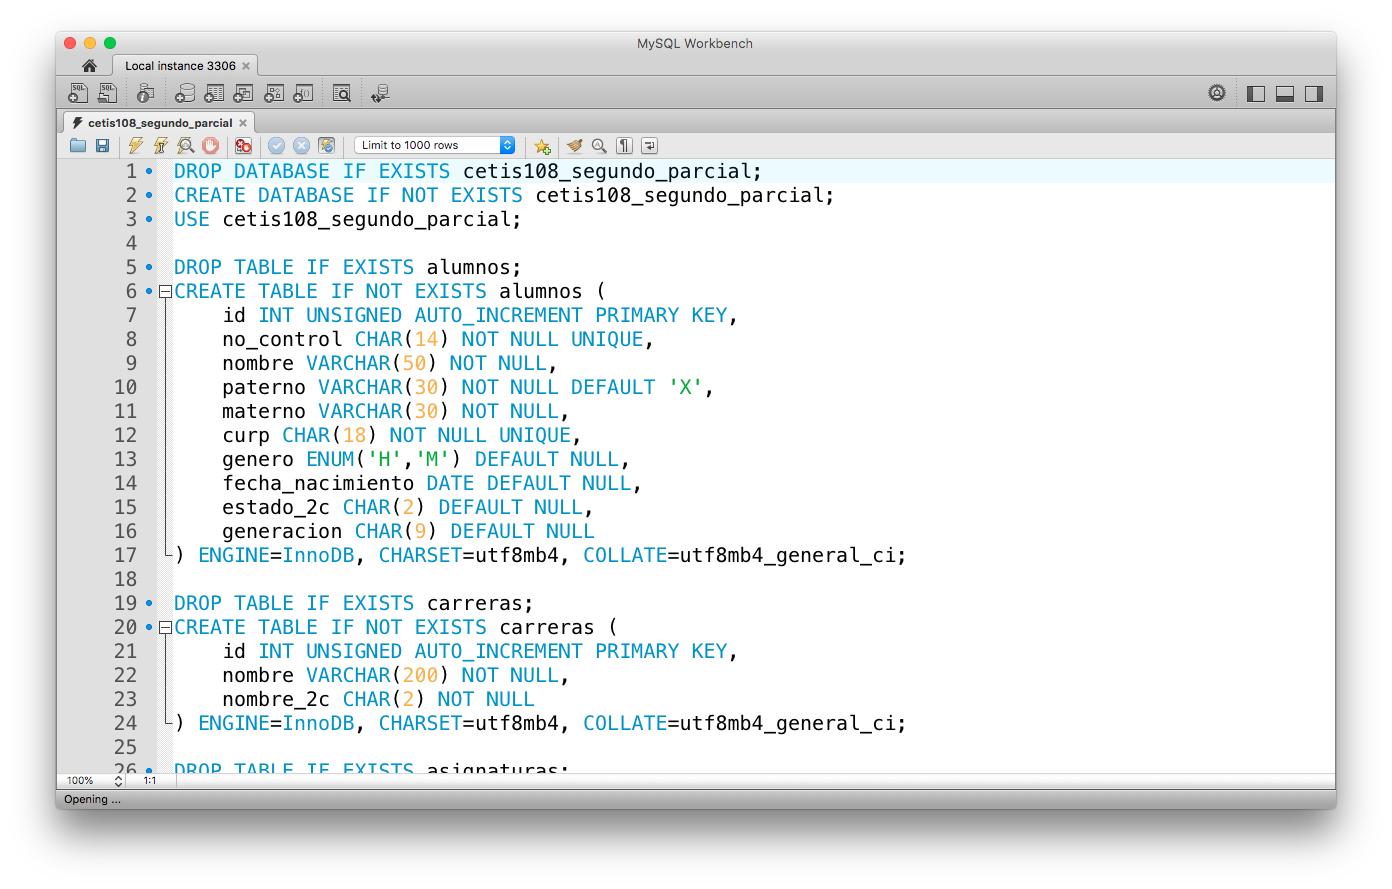 MySQL Workbench
Local instance 3306
cetis108_segundo_parcial
Limit to 1000 rows
1 DROP DATABASE IF EXISTS cetis108_segundo_parcial;
2 CREATE DATABASE IF NOT EXISTS cetis108_segundo_parcial;
3 USE cetis108_segundo_parcial;
4
5 DROP TABLE IF EXISTS alumnos;
6 CREATE TABLE IF NOT EXISTS alumnos (
7 id INT UNSIGNED AUTO_INCREMENT PRIMARY KEY,
8 no_control CHAR(14) NOT NULL UNIQUE,
9 nombre VARCHAR(50) NOT NULL,
10 paterno VARCHAR(30) NOT NULL DEFAULT 'X',
11 materno VARCHAR(30) NOT NULL,
12 curp CHAR(18) NOT NULL UNIQUE,
13 genero ENUM('H','M') DEFAULT NULL,
14 fecha_nacimiento DATE DEFAULT NULL,
15 estado_2c CHAR(2) DEFAULT NULL,
16 generacion CHAR(9) DEFAULT NULL
17 ) ENGINE=InnoDB, CHARSET=utf8mb4, COLLATE=utf8mb4_general_ci;
18
19 DROP TABLE IF EXISTS carreras;
20 CREATE TABLE IF NOT EXISTS carreras (
21 id INT UNSIGNED AUTO_INCREMENT PRIMARY KEY,
22 nombre VARCHAR(200) NOT NULL,
23 nombre_2c CHAR(2) NOT NULL
24 ) ENGINE=InnoDB, CHARSET=utf8mb4, COLLATE=utf8mb4_general_ci;
25
26 DROP TABLE IF EXISTS asignaturas;
100% 1:1
Opening ...